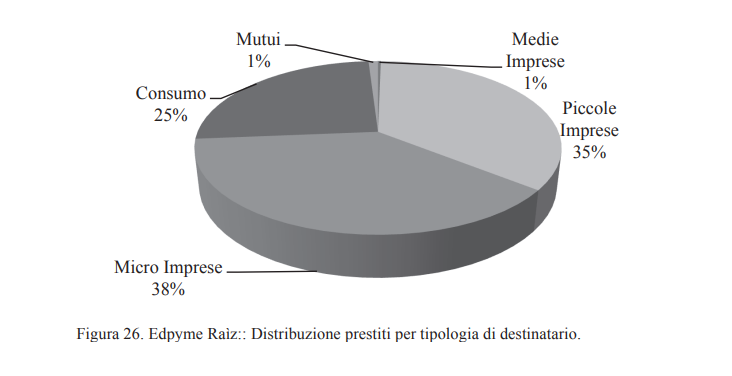 Mutui
1%
Medie
Imprese
1%
Consumo
25%
Piccole
Imprese
35%
Micro Imprese
38%
Figura 26. Edpyme Raìz:: Distribuzione prestiti per tipologia di destinatario.